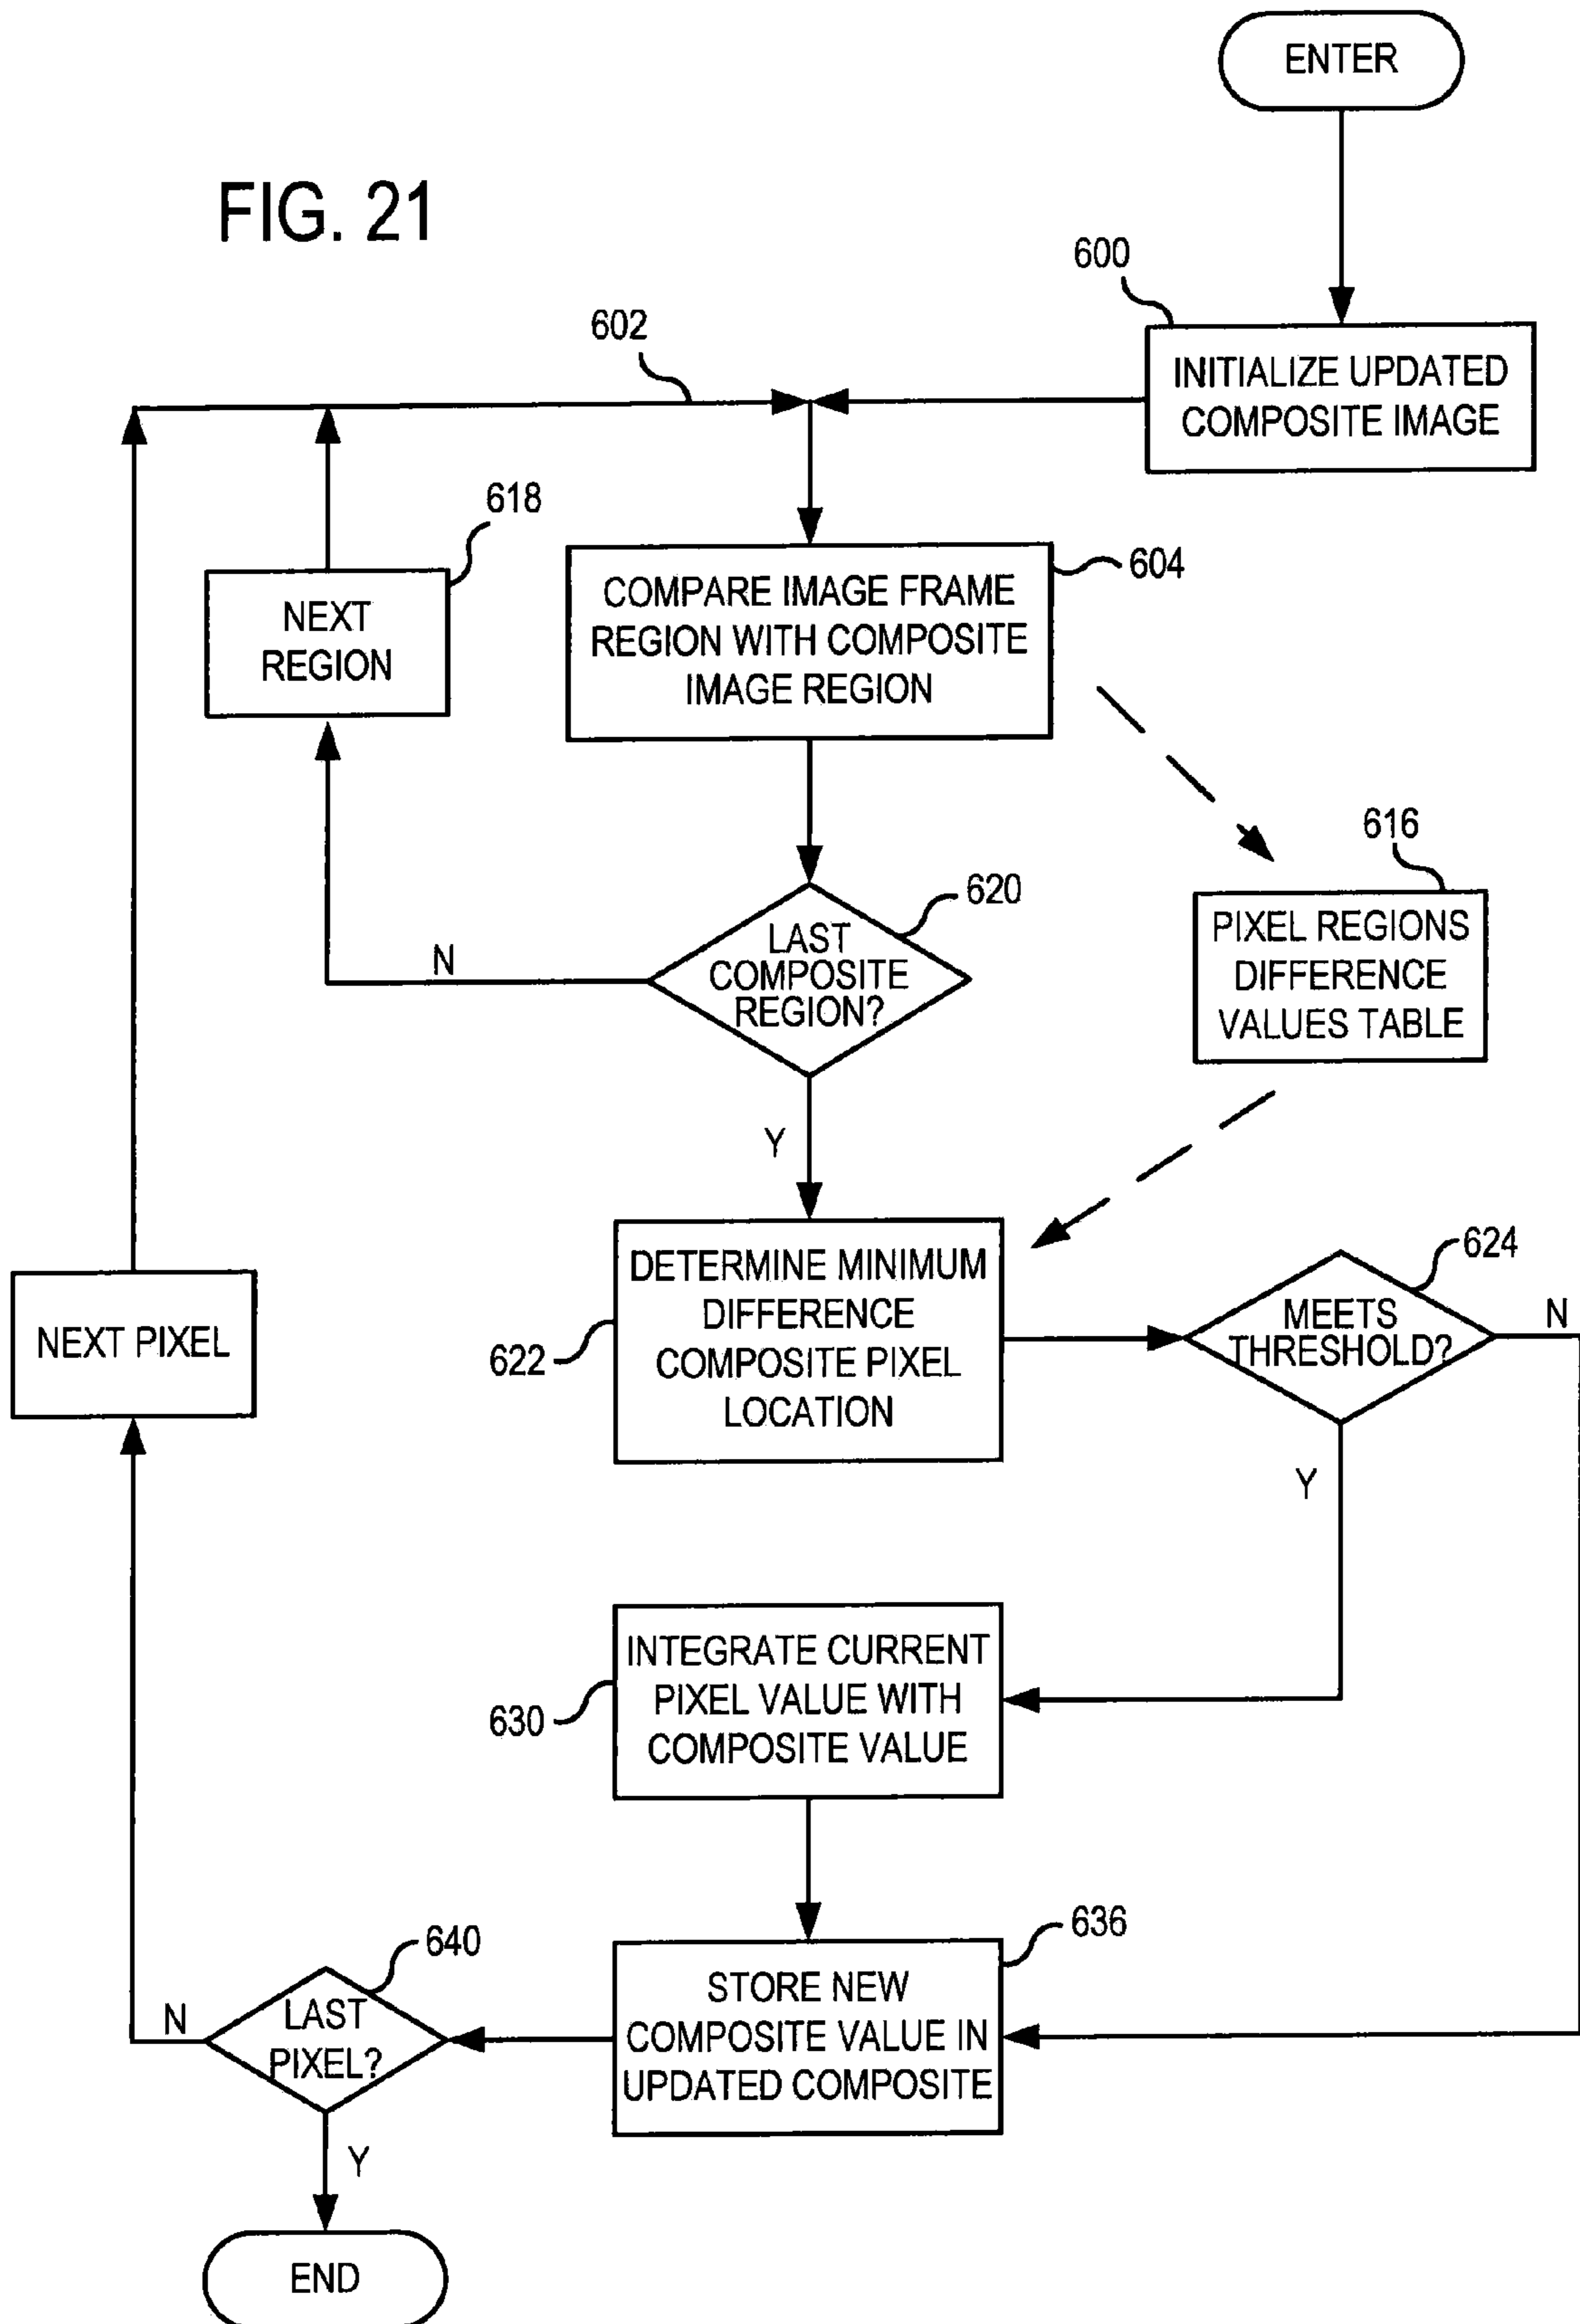 ENTER
FIG. 21
600
INITIALIZE UPDATED
COMPOSITE IMAGE
602
618
NEXT
REGION
604
COMPARE IMAGE FRAME
REGION WITH COMPOSITE
IMAGE REGION
616
PIXEL REGIONS
DIFFERENCE
VALUES TABLE
620
LAST
COMPOSITE
REGION?
N
Y
NEXT PIXEL
622
DETERMINE MINIMUM
DIFFERENCE
COMPOSITE PIXEL
LOCATION
624
MEETS
THRESHOLD?
N
Y
630
INTEGRATE CURRENT
PIXEL VALUE WITH
COMPOSITE VALUE
636
STORE NEW
COMPOSITE VALUE IN
UPDATED COMPOSITE
640
LAST
PIXEL?
N
Y
END